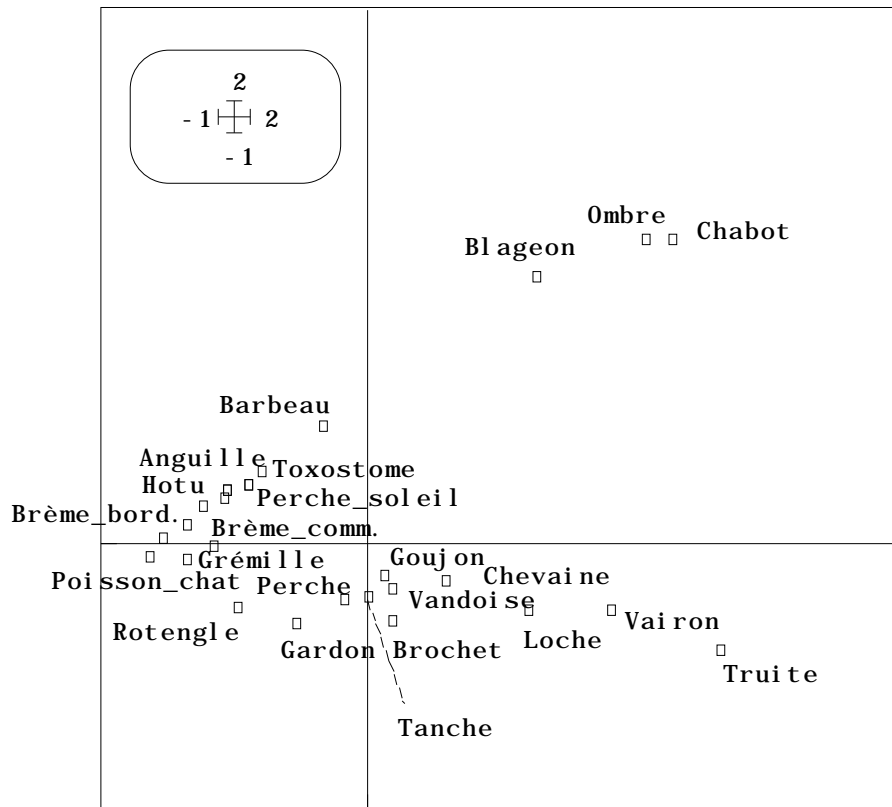 2
- 1
2
- 1
Ombre
Chabot
Blageon
Barbeau
Anguille
Toxostome
Hotu
Perche_soleil
Brème_bord.
Brème_comm.
Grémille
Goujon
Poisson_chat
Perche
Chevaine
Vandoise
Rotengle
Vairon
Gardon
Brochet
Loche
Truite
Tanche